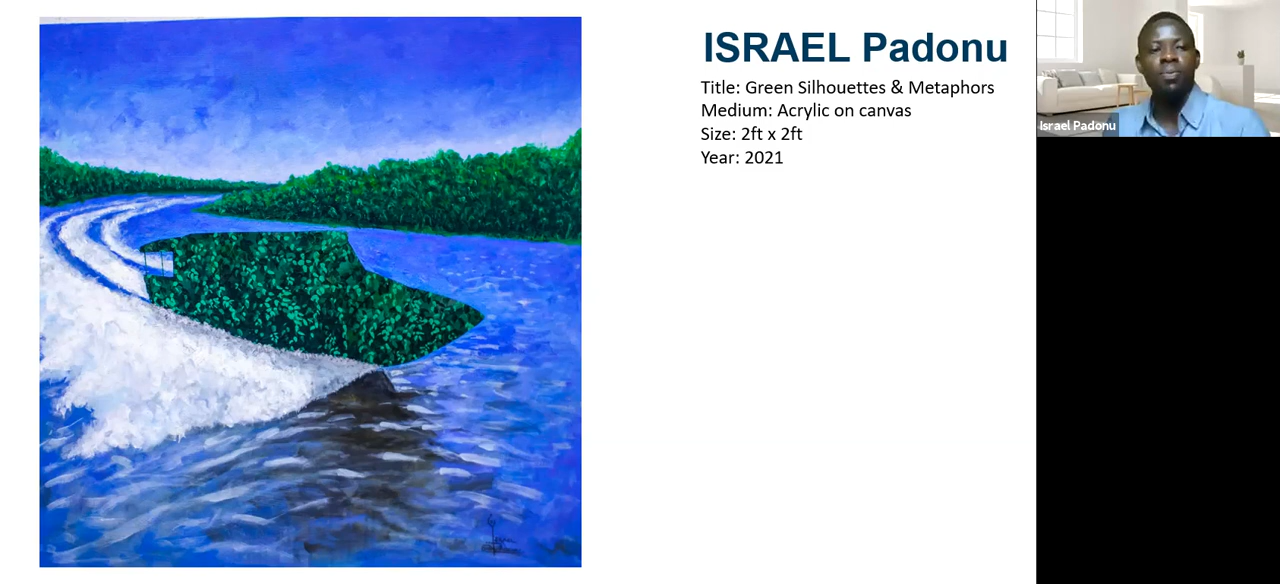 ISRAEL Padonu
Title: Green Silhouettes & Metaphors
Medium: Acrylic on canvas
Size: 2ft x 2ft
Year: 2021
Israel Padonu